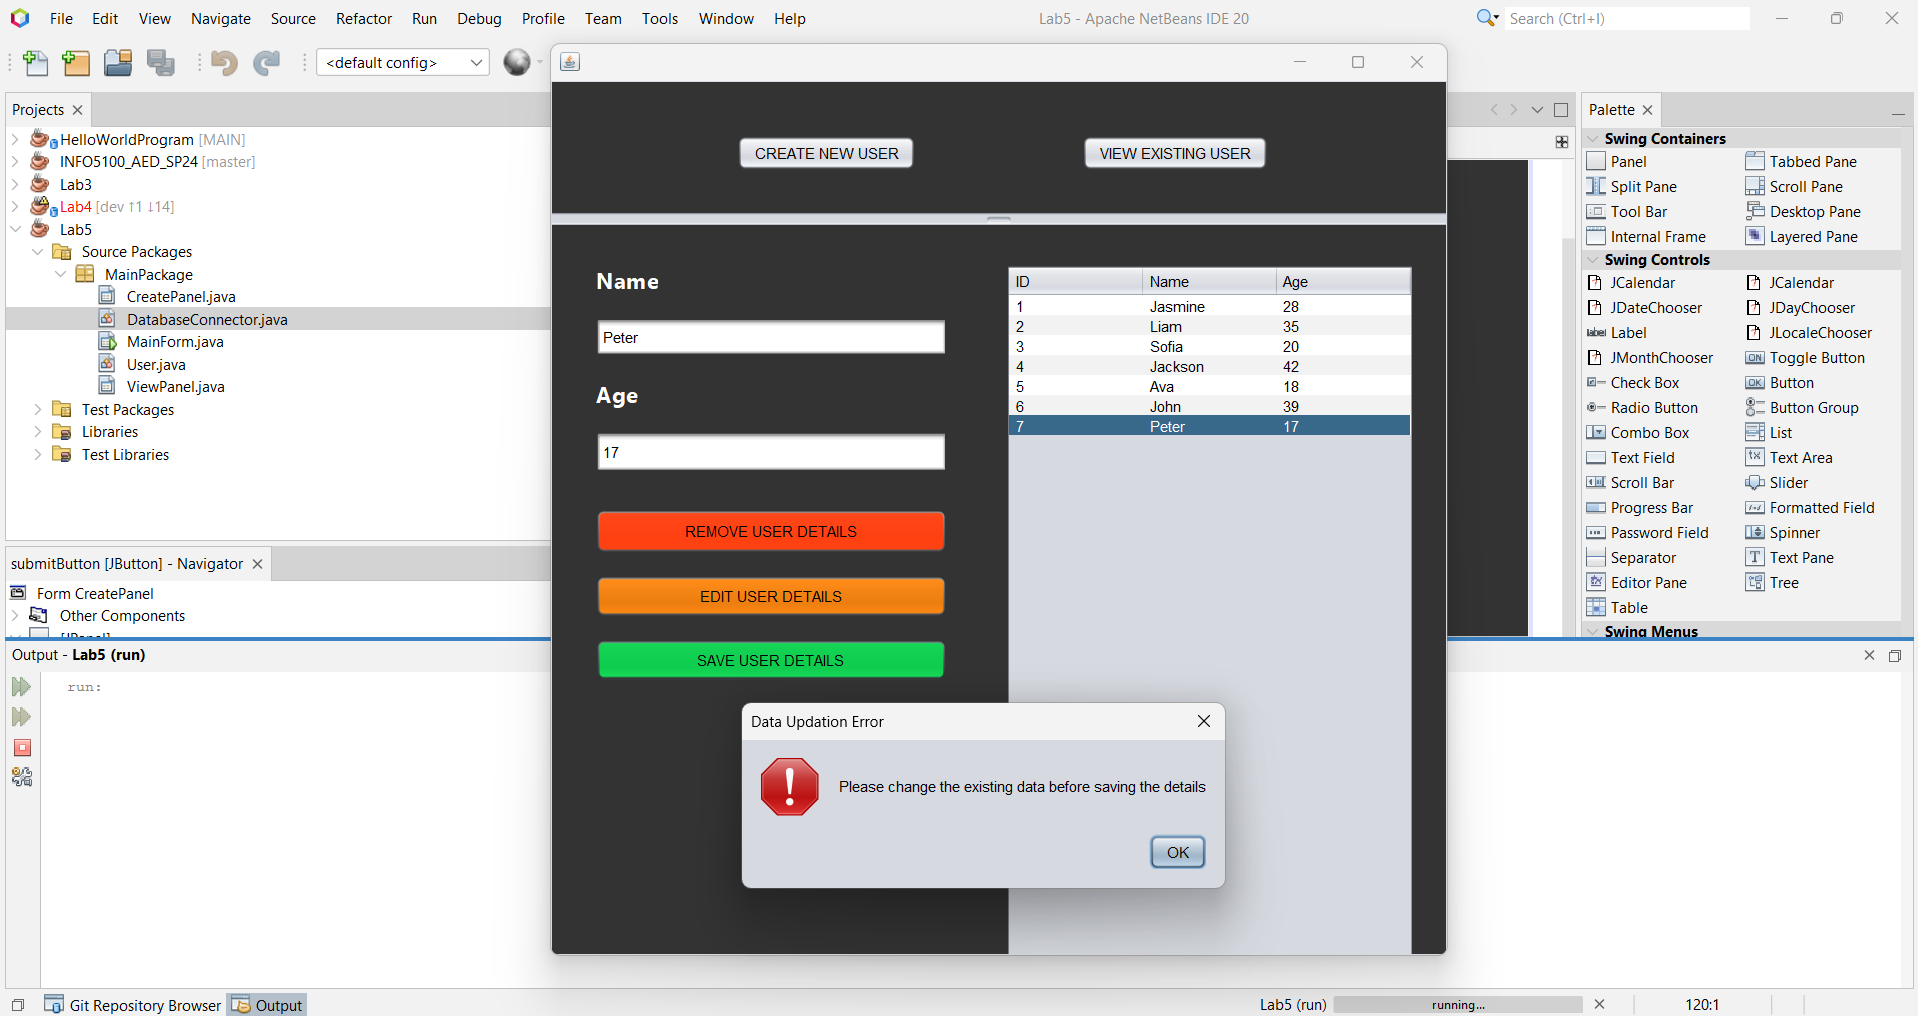 File Edit View Navigate Source Refactor Run Debug Profile Team Tools Window Help
Lab5 - Apache NetBeans IDE 20
Search (Ctrl+I)
<default config>
Projects
HelloWorldProgram [MAIN]
INFO5100_AED_SP24 [master]
Lab3
Lab4 [dev ↑1 ↓14]
Lab5
Source Packages
MainPackage
CreatePanel.java
DatabaseConnector.java
MainForm.java
User.java
ViewPanel.java
Test Packages
Libraries
Test Libraries
submitButton [JButton] - Navigator
Form CreatePanel
Other Components
[JPanel]
Output - Lab5 (run)
run:
CREATE NEW USER
VIEW EXISTING USER
Name
Peter
Age
17
REMOVE USER DETAILS
EDIT USER DETAILS
SAVE USER DETAILS
ID Name Age
1 Jasmine 28
2 Liam 35
3 Sofia 20
4 Jackson 42
5 Ava 18
6 John 39
7 Peter 17
Data Updation Error
Please change the existing data before saving the details
OK
Palette
Swing Containers
Panel Tabbed Pane
Split Pane Scroll Pane
Tool Bar Desktop Pane
Internal Frame Layered Pane
Swing Controls
JCalendar JCalendar
JDateChooser JDayChooser
label Label JLocaleChooser
JMonthChooser ON Toggle Button
Check Box OK Button
Radio Button Button Group
Combo Box List
Text Field Text Area
Scroll Bar Slider
Progress Bar Formatted Field
Password Field Spinner
Separator T Text Pane
Editor Pane Tree
Table
Swing Menus
Git Repository Browser
Output
Lab5 (run)
running...
120:1